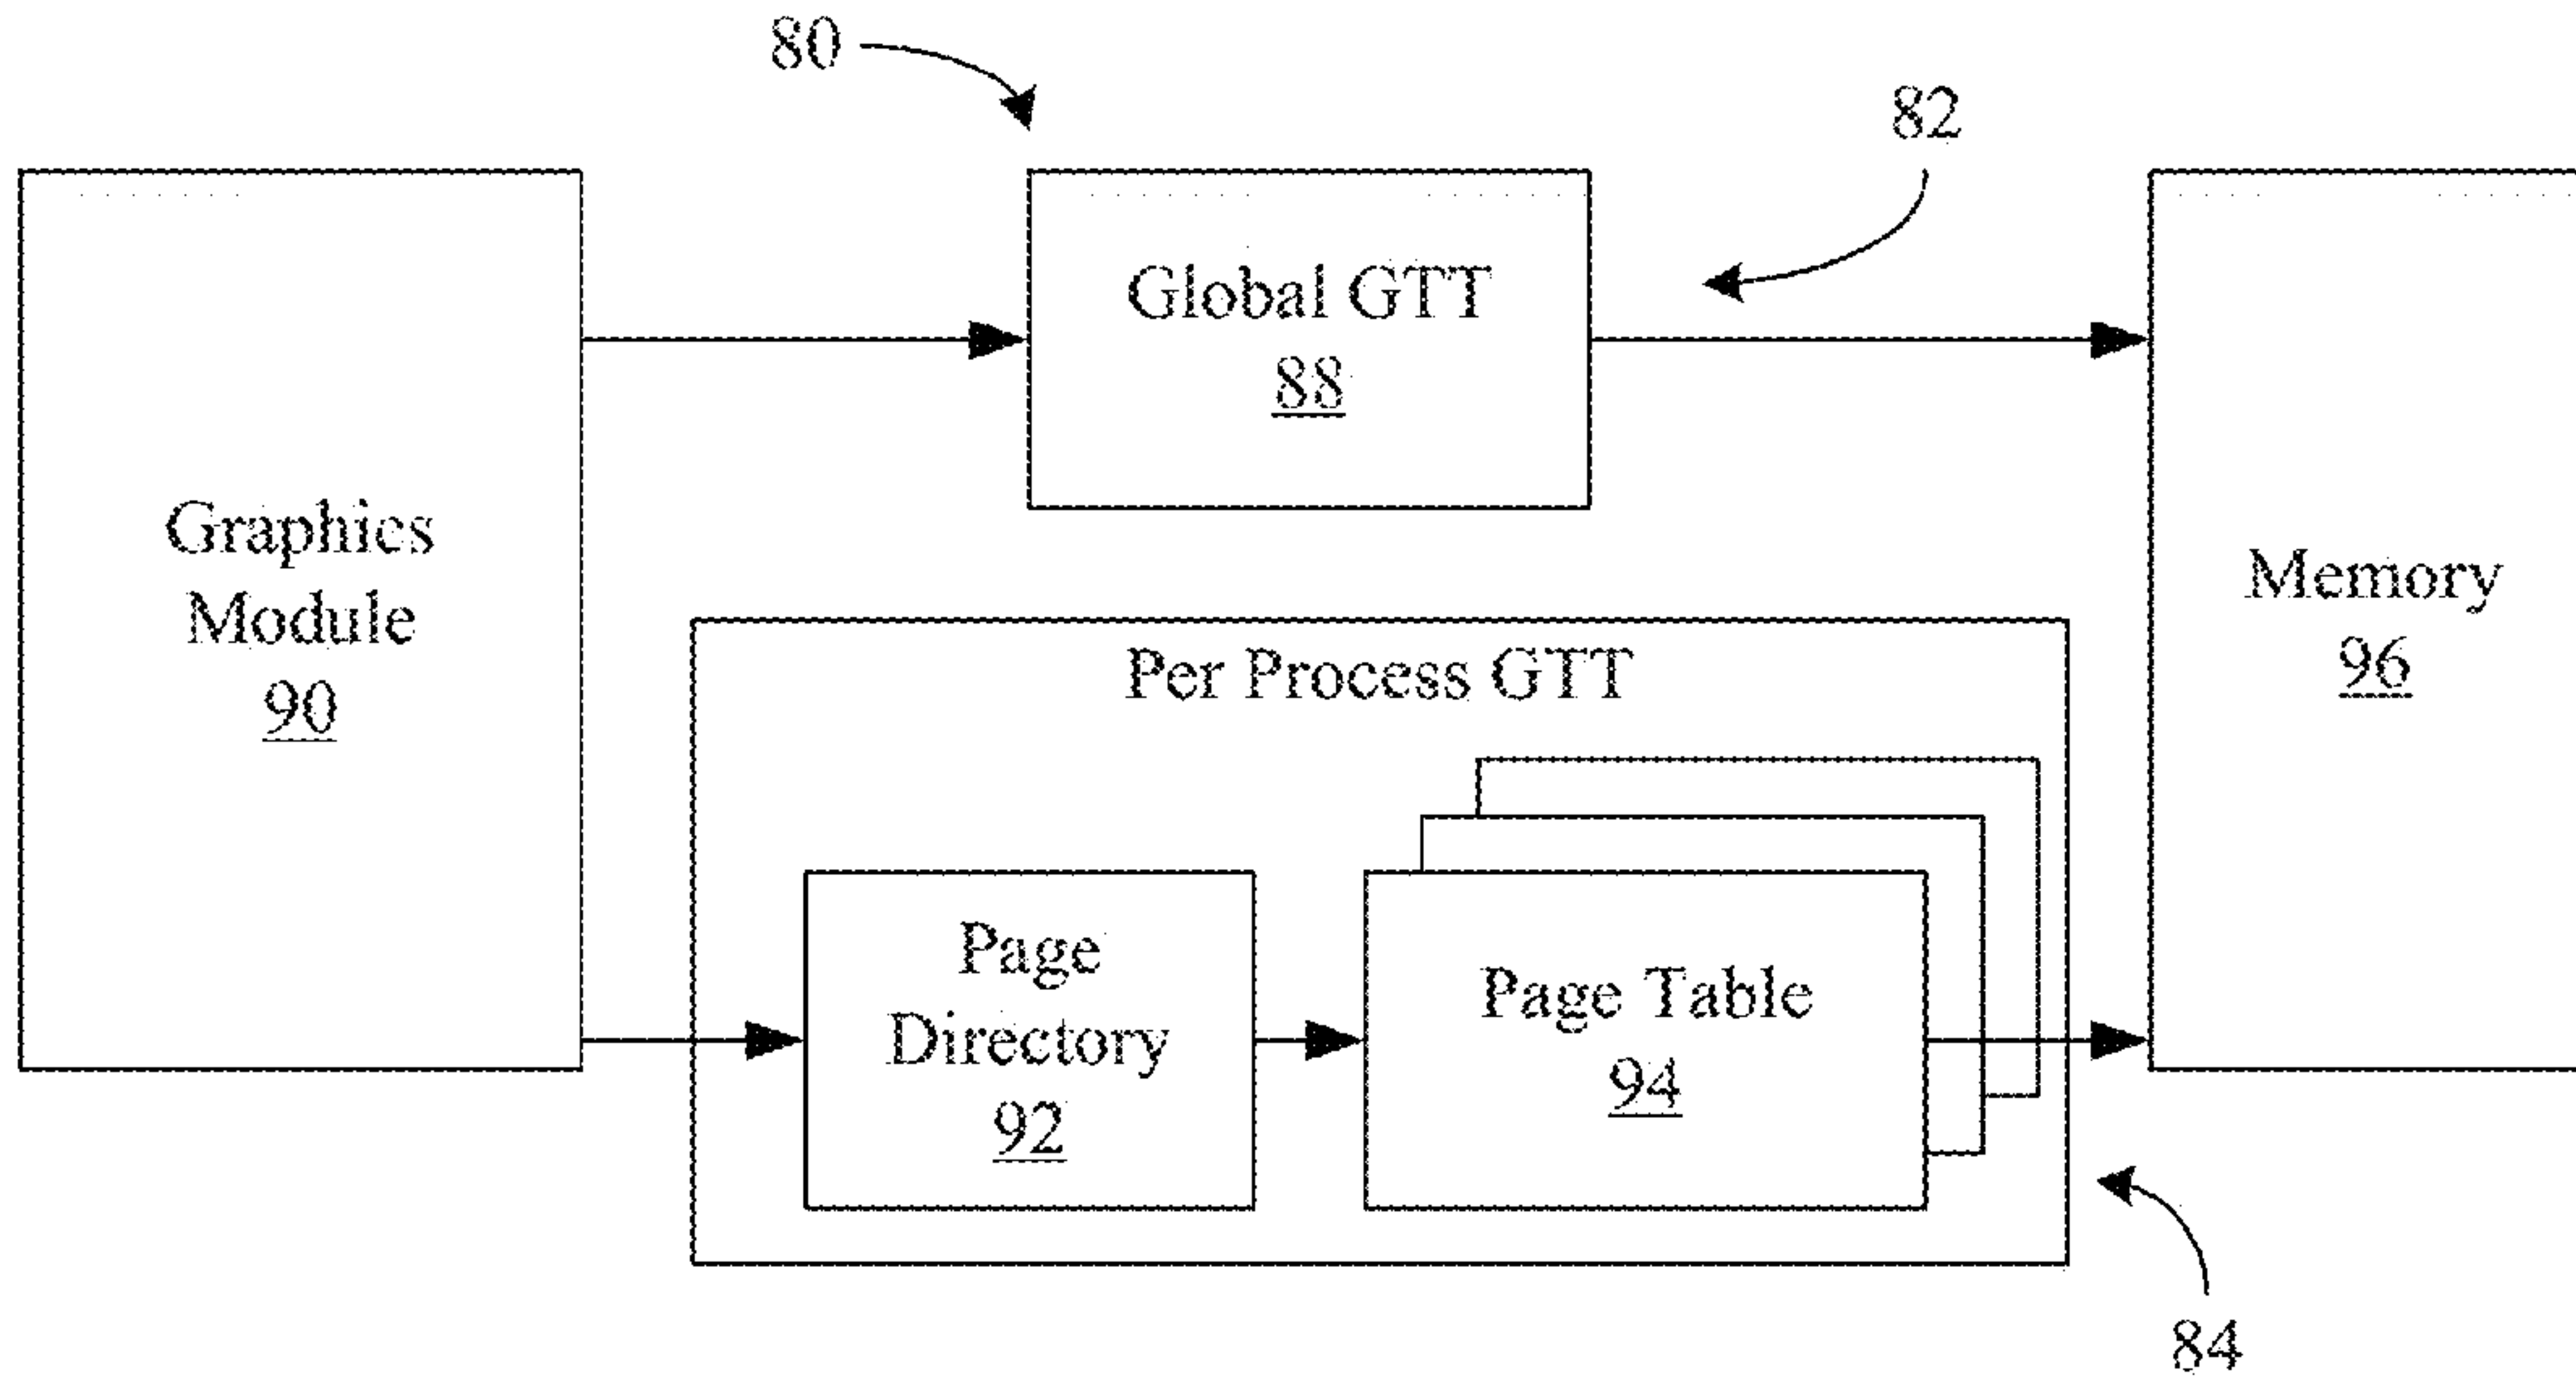 80
82
Global GTT
88
Graphics
Module
90
Memory
96
Per Process GTT
Page
Directory
92
Page Table
94
84